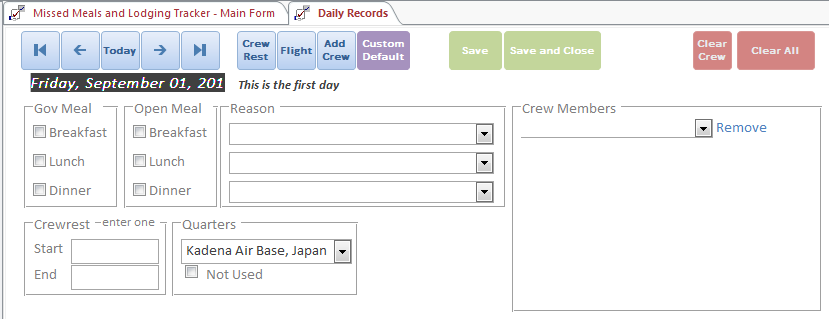 Missed Meals and Lodging Tracker - Main Form Daily Records
Today Crew Rest Flight Add Crew Custom Default Save Save and Close Clear Crew Clear All
Friday, September 01, 201 This is the first day
Gov Meal Open Meal Reason Crew Members
Breakfast Breakfast Remove
Lunch Lunch
Dinner Dinner
Crewrest enter one Quarters
Start Kadena Air Base, Japan
End Not Used